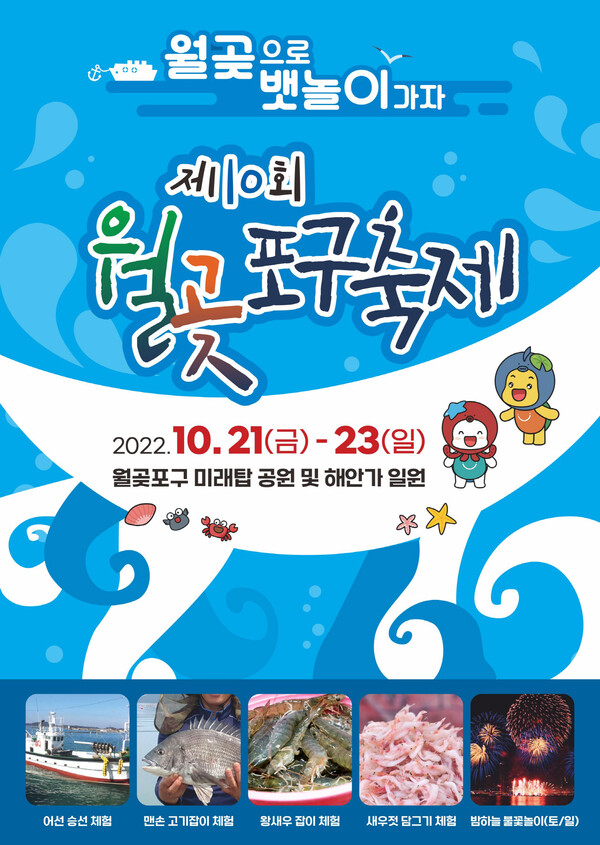 월곶으로
뱃놀이가자
제10회
월곶포구축제
2022. 10. 21(금) - 23(일)
월곶포구 미래탑 공원 및 해안가 일원
어선 승선 체험
맨손 고기잡이 체험
왕새우 잡이 체험
새우젓 담그기 체험
밤하늘 불꽃놀이(토/일)